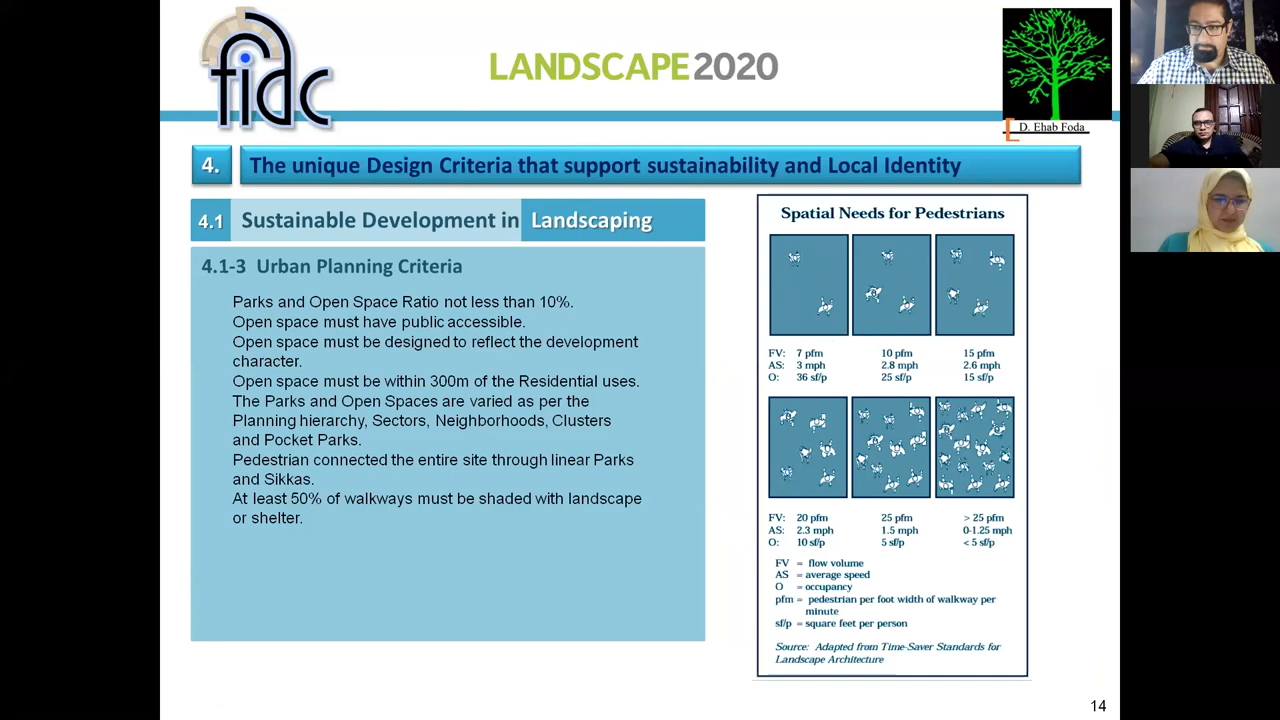 fidc
LANDSCAPE2020
D. Ehab Foda
4. The unique Design Criteria that support sustainability and Local Identity
4.1 Sustainable Development in Landscaping
4.1-3 Urban Planning Criteria
Parks and Open Space Ratio not less than 10%.
Open space must have public accessible.
Open space must be designed to reflect the development
character.
Open space must be within 300m of the Residential uses.
The Parks and Open Spaces are varied as per the
Planning hierarchy, Sectors, Neighborhoods, Clusters
and Pocket Parks.
Pedestrian connected the entire site through linear Parks
and Sikkas.
At least 50% of walkways must be shaded with landscape
or shelter.
Spatial Needs for Pedestrians
FV: 7 pfm 10 pfm 15 pfm
AS: 3 mph 2.8 mph 2.6 mph
O: 36 sf/p 25 sf/p 15 sf/p
FV: 20 pfm 25 pfm > 25 pfm
AS: 2.3 mph 1.5 mph 0-1.25 mph
O: 10 sf/p 5 sf/p < 5 sf/p
FV = flow volume
AS = average speed
O = occupancy
pfm = pedestrian per foot width of walkway per
minute
sf/p = square feet per person
Source: Adapted from Time-Saver Standards for
Landscape Architecture
14